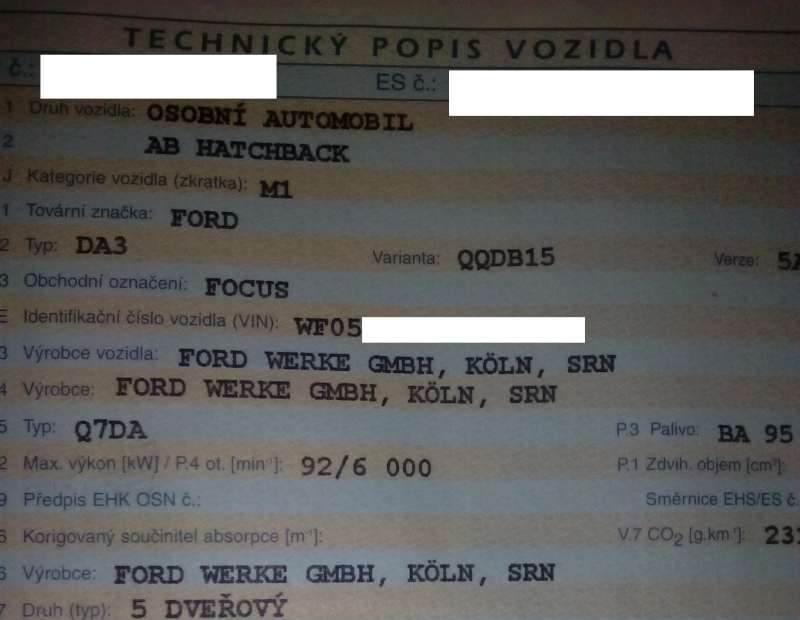 TECHNICKÝ POPIS VOZIDLA
č.: ES č.:
1 Druh vozidla: OSOBNÍ AUTOMOBIL
2 AB HATCHBACK
J Kategorie vozidla (zkratka): M1
1 Tovární značka: FORD
2 Typ: DA3 Varianta: QQDB15 Verze:
3 Obchodní označení: FOCUS
E Identifikační číslo vozidla (VIN): WF05
3 Výrobce vozidla: FORD WERKE GMBH, KÖLN, SRN
4 Výrobce: FORD WERKE GMBH, KÖLN, SRN
5 Typ: Q7DA P.3 Palivo: BA 95
2 Max. výkon [kW] / P.4 ot. [min⁻¹]: 92/6 000 P.1 Zdvih. objem [cm³]:
9 Předpis EHK OSN č.: Směrnice EHS/ES č.
6 Korigovaný součinitel absorpce [m⁻¹]: V.7 CO₂ [g.km⁻¹]: 231
6 Výrobce: FORD WERKE GMBH, KÖLN, SRN
7 Druh (typ): 5 DVEŘOVÝ